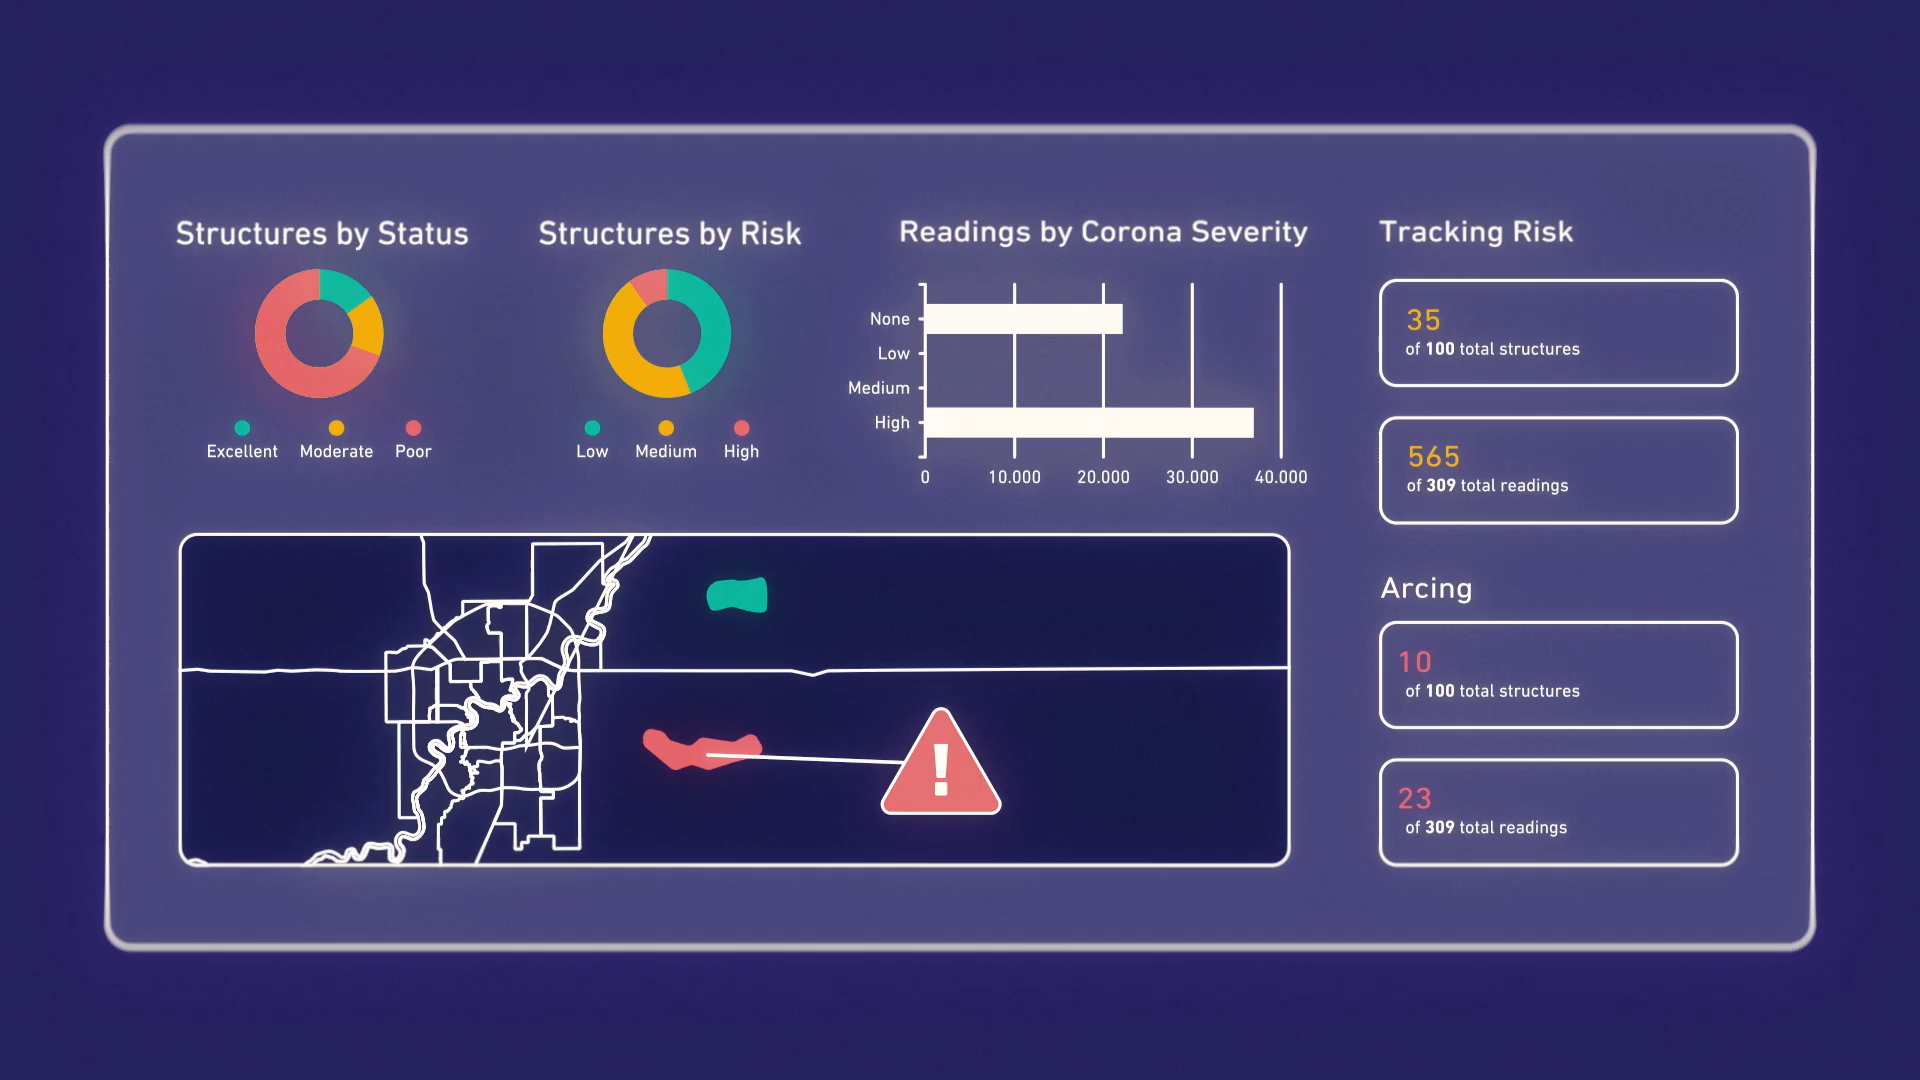 Structures by Status
Excellent
Moderate
Poor
Structures by Risk
Low
Medium
High
Readings by Corona Severity
None
Low
Medium
High
0
10.000
20.000
30.000
40.000
Tracking Risk
35
of 100 total structures
565
of 309 total readings
!
Arcing
10
of 100 total structures
23
of 309 total readings